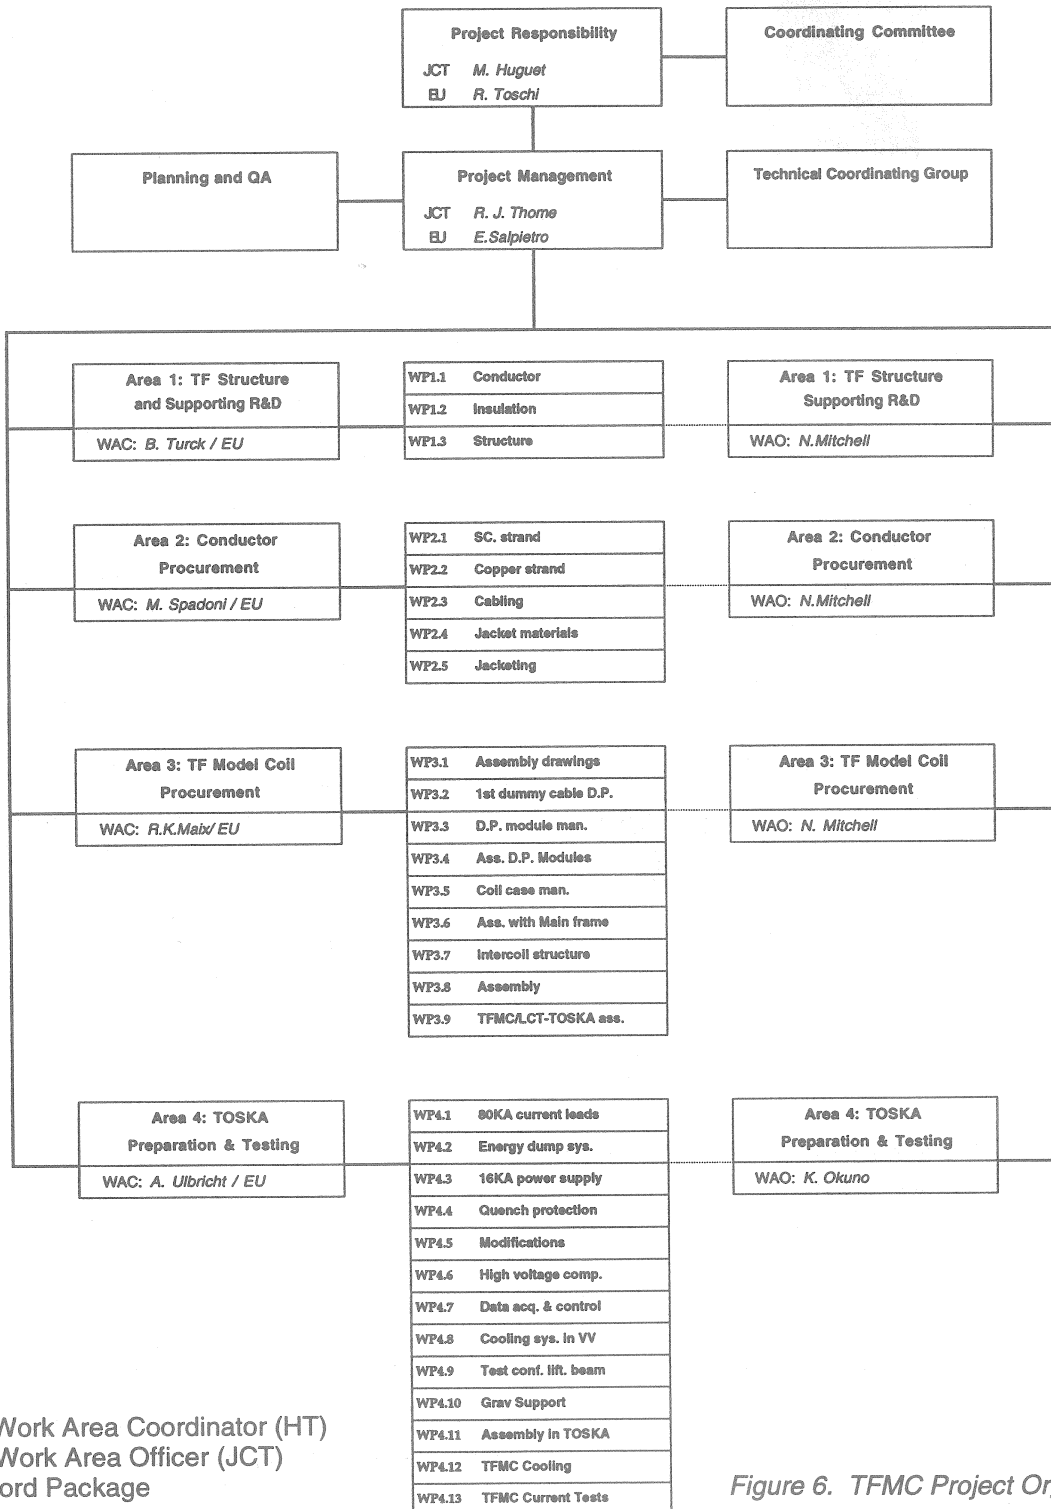 Project Responsibility
JCT M. Huguet
EU R. Toschi
Coordinating Committee
Planning and QA
Project Management
JCT R. J. Thome
EU E.Salpietro
Technical Coordinating Group
Area 1: TF Structure
and Supporting R&D
WAC: B. Turck / EU
WP1.1 Conductor
WP1.2 Insulation
WP1.3 Structure
Area 1: TF Structure
Supporting R&D
WAO: N.Mitchell
Area 2: Conductor
Procurement
WAC: M. Spadoni / EU
WP2.1 SC. strand
WP2.2 Copper strand
WP2.3 Cabling
WP2.4 Jacket materials
WP2.5 Jacketing
Area 2: Conductor
Procurement
WAO: N.Mitchell
Area 3: TF Model Coil
Procurement
WAC: R.K.Maix/ EU
WP3.1 Assembly drawings
WP3.2 1st dummy cable D.P.
WP3.3 D.P. module man.
WP3.4 Ass. D.P. Modules
WP3.5 Coil case man.
WP3.6 Ass. with Main frame
WP3.7 Intercoil structure
WP3.8 Assembly
WP3.9 TFMC/LCT-TOSKA ass.
Area 3: TF Model Coil
Procurement
WAO: N. Mitchell
Area 4: TOSKA
Preparation & Testing
WAC: A. Ulbricht / EU
WP4.1 80KA current leads
WP4.2 Energy dump sys.
WP4.3 16KA power supply
WP4.4 Quench protection
WP4.5 Modifications
WP4.6 High voltage comp.
WP4.7 Data acq. & control
WP4.8 Cooling sys. in VV
WP4.9 Test conf. lift. beam
WP4.10 Grav Support
WP4.11 Assembly in TOSKA
WP4.12 TFMC Cooling
WP4.13 TFMC Current Tests
Area 4: TOSKA
Preparation & Testing
WAO: K. Okuno
Work Area Coordinator (HT)
Work Area Officer (JCT)
ord Package
Figure 6. TFMC Project Or